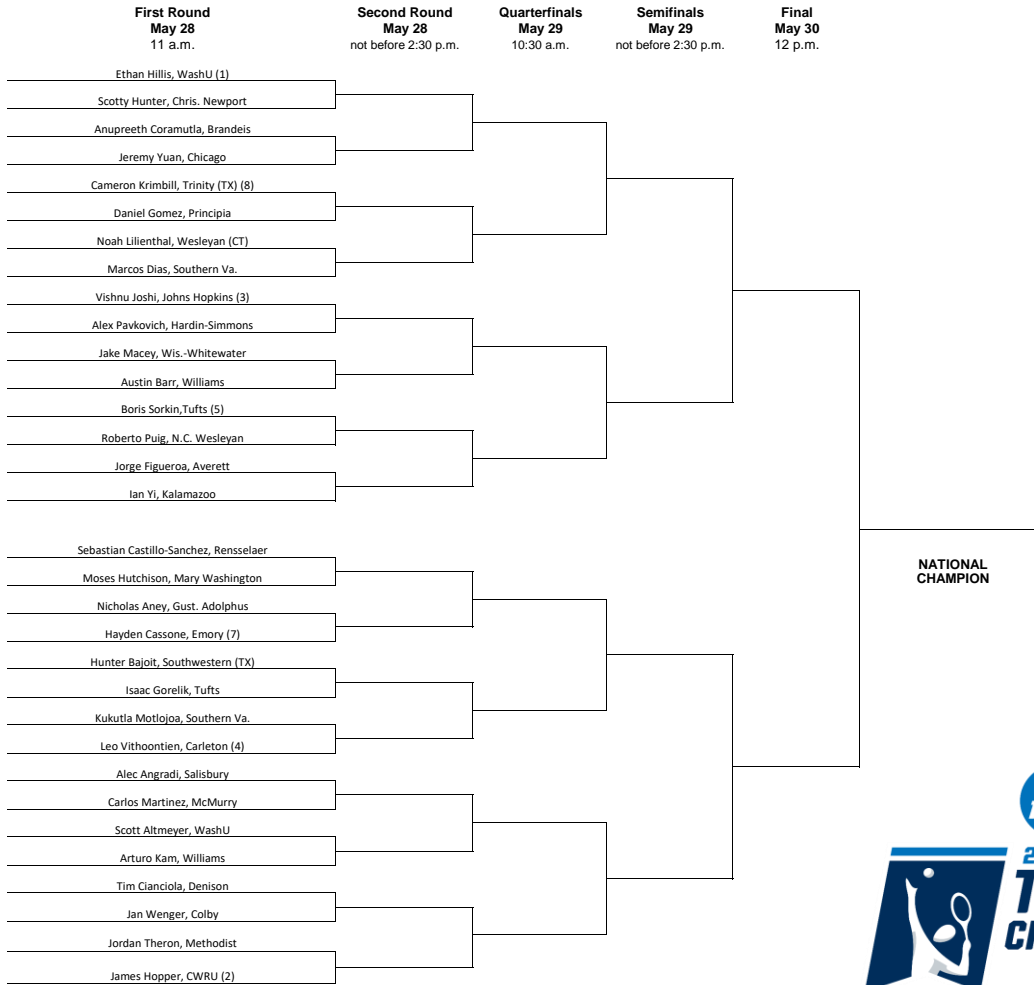 First Round
May 28
11 a.m.
Second Round
May 28
not before 2:30 p.m.
Quarterfinals
May 29
10:30 a.m.
Semifinals
May 29
not before 2:30 p.m.
Final
May 30
12 p.m.
Ethan Hillis, WashU (1)
Scotty Hunter, Chris. Newport
Anupreeth Coramutla, Brandeis
Jeremy Yuan, Chicago
Cameron Krimbill, Trinity (TX) (8)
Daniel Gomez, Principia
Noah Lilienthal, Wesleyan (CT)
Marcos Dias, Southern Va.
Vishnu Joshi, Johns Hopkins (3)
Alex Pavkovich, Hardin-Simmons
Jake Macey, Wis.-Whitewater
Austin Barr, Williams
Boris Sorkin,Tufts (5)
Roberto Puig, N.C. Wesleyan
Jorge Figueroa, Averett
Ian Yi, Kalamazoo
Sebastian Castillo-Sanchez, Rensselaer
Moses Hutchison, Mary Washington
Nicholas Aney, Gust. Adolphus
Hayden Cassone, Emory (7)
Hunter Bajoit, Southwestern (TX)
Isaac Gorelik, Tufts
Kukutla Motlojoa, Southern Va.
Leo Vithoontien, Carleton (4)
Alec Angradi, Salisbury
Carlos Martinez, McMurry
Scott Altmeyer, WashU
Arturo Kam, Williams
Tim Cianciola, Denison
Jan Wenger, Colby
Jordan Theron, Methodist
James Hopper, CWRU (2)
NATIONAL
CHAMPION